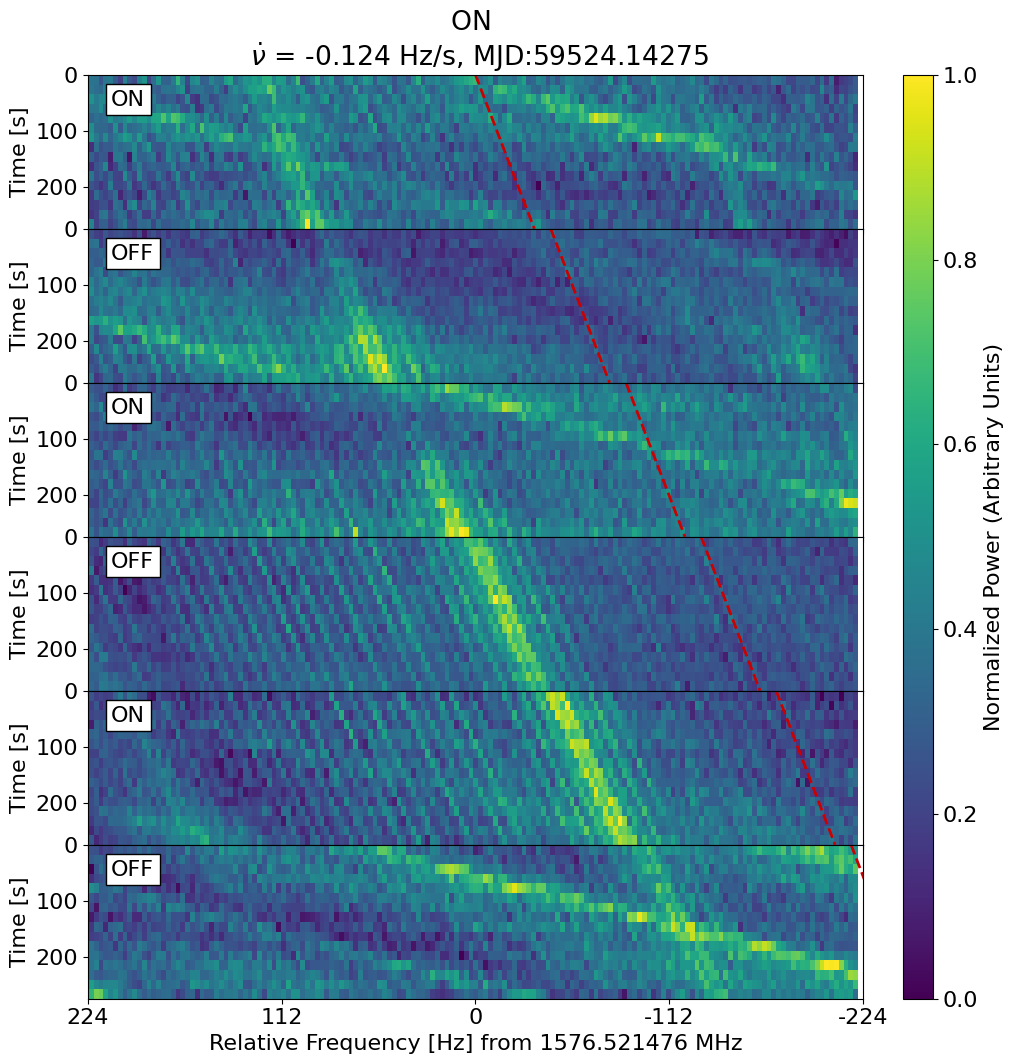 ON
ν̇ = -0.124 Hz/s, MJD:59524.14275
0
ON
100
200
Time [s]
0
OFF
100
200
Time [s]
0
ON
100
200
Time [s]
0
OFF
100
200
Time [s]
0
ON
100
200
Time [s]
0
OFF
100
200
Time [s]
224 112 0 -112 -224
Relative Frequency [Hz] from 1576.521476 MHz
1.0
0.8
0.6
0.4
0.2
0.0
Normalized Power (Arbitrary Units)